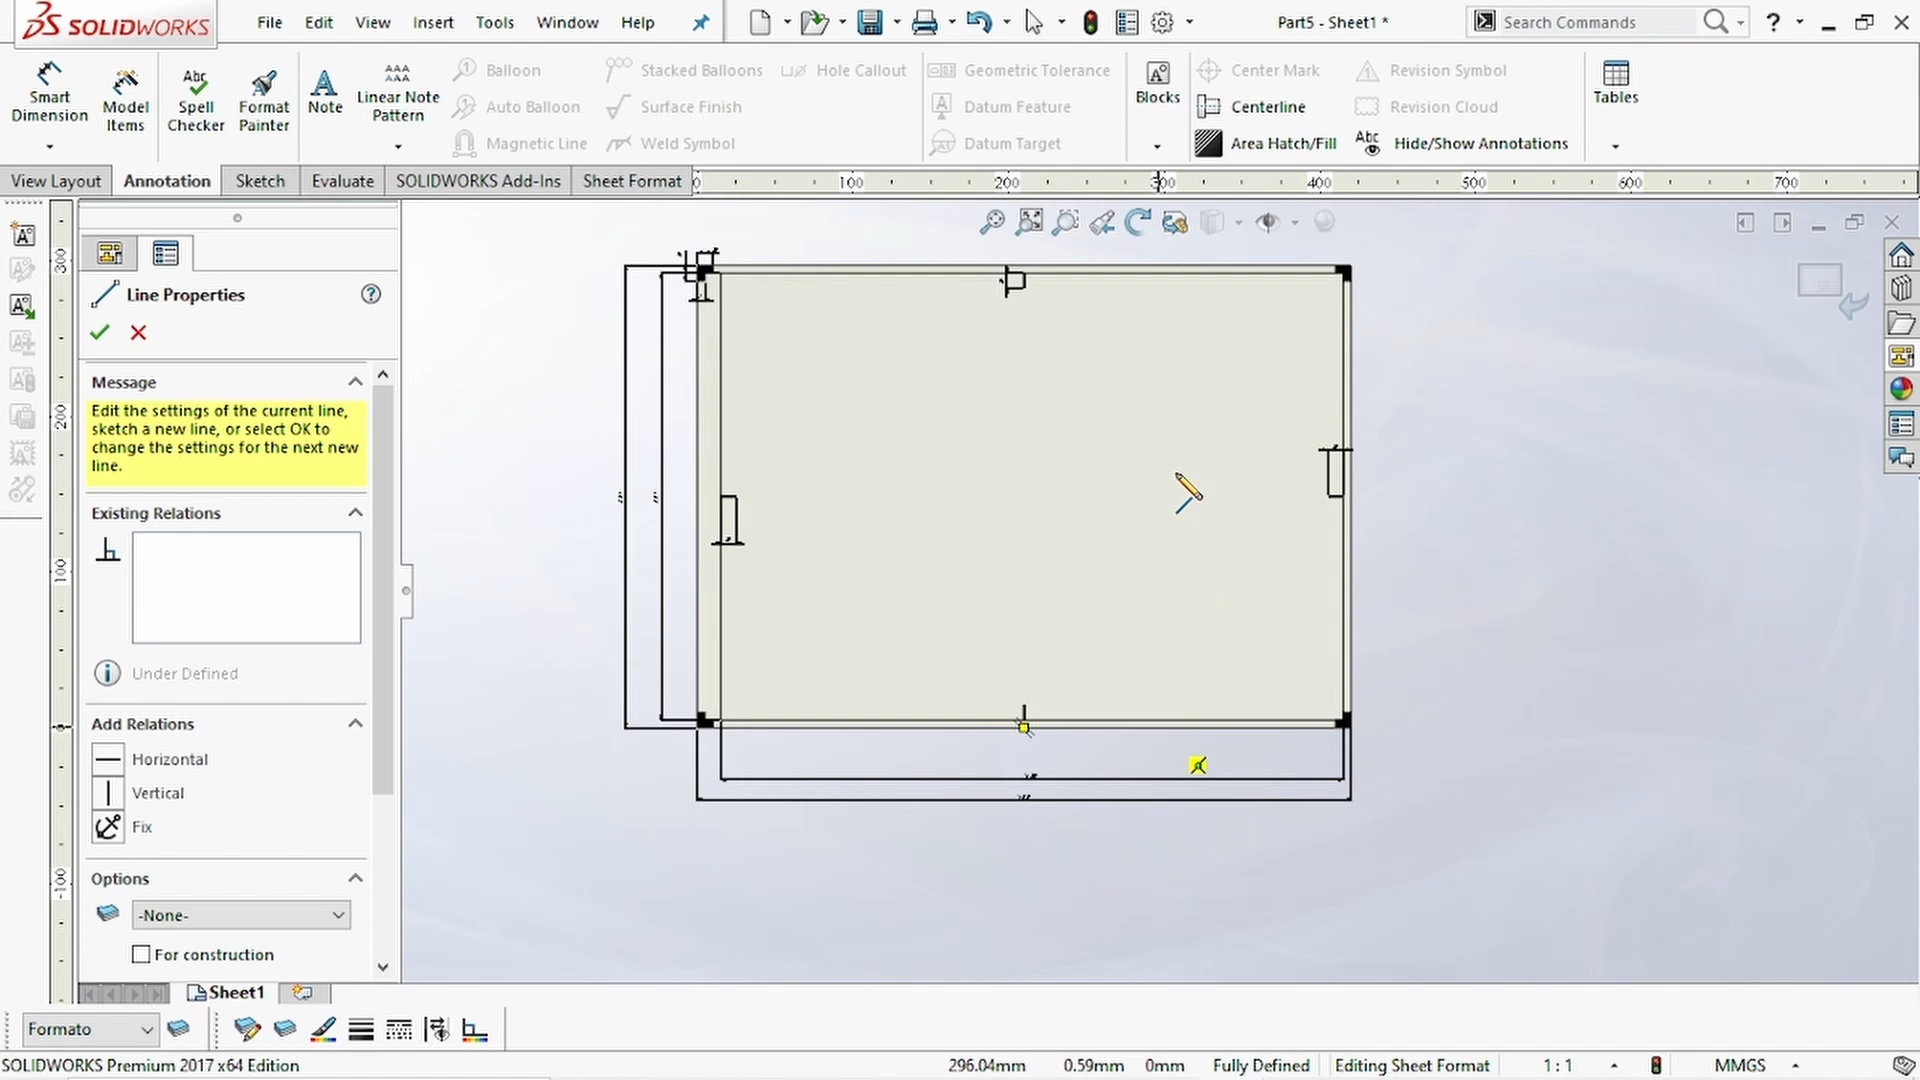 SOLIDWORKS File Edit View Insert Tools Window Help Part5 - Sheet1 * Search Commands ?
Smart Dimension
Model Items
Spell Checker
Format Painter
Note
Linear Note Pattern
Balloon
Auto Balloon
Magnetic Line
Stacked Balloons
Surface Finish
Weld Symbol
Hole Callout
Geometric Tolerance
Datum Feature
Datum Target
Blocks
Center Mark
Centerline
Area Hatch/Fill
Revision Symbol
Revision Cloud
Hide/Show Annotations
Tables
View Layout Annotation Sketch Evaluate SOLIDWORKS Add-Ins Sheet Format
0 100 200 300 400 500 600 700
300
200
100
0
-100
Line Properties
Message
Edit the settings of the current line,
sketch a new line, or select OK to
change the settings for the next new
line.
Existing Relations
Under Defined
Add Relations
Horizontal
Vertical
Fix
Options
-None-
For construction
Sheet1
Formato
SOLIDWORKS Premium 2017 x64 Edition 296.04mm 0.59mm 0mm Fully Defined Editing Sheet Format 1 : 1 MMGS